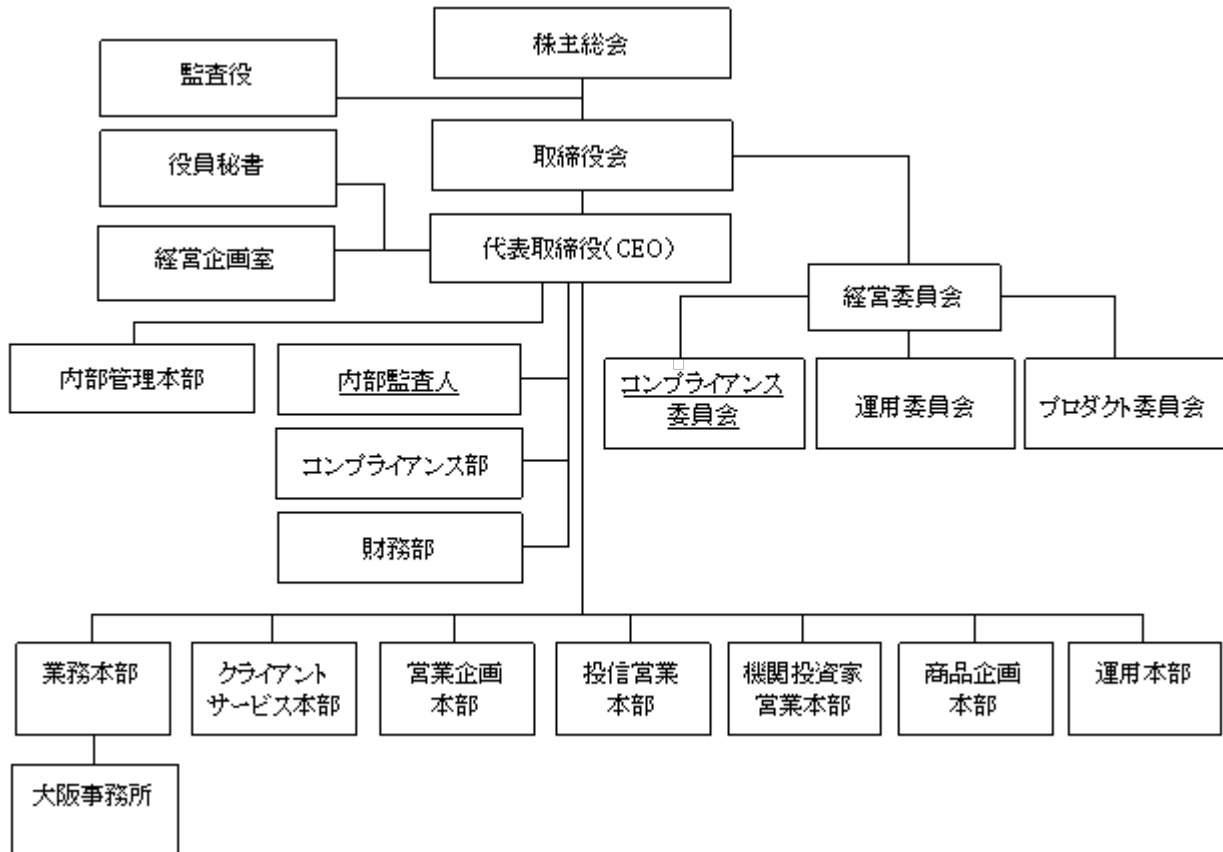 株主総会
監査役
取締役会
役員秘書
代表取締役(CEO)
経営企画室
経営委員会
内部管理本部
内部監査人
コンプライアンス
委員会
運用委員会
プロダクト委員会
コンプライアンス部
財務部
業務本部
クライアント
サービス本部
営業企画
本部
投信営業
本部
機関投資家
営業本部
商品企画
本部
運用本部
大阪事務所